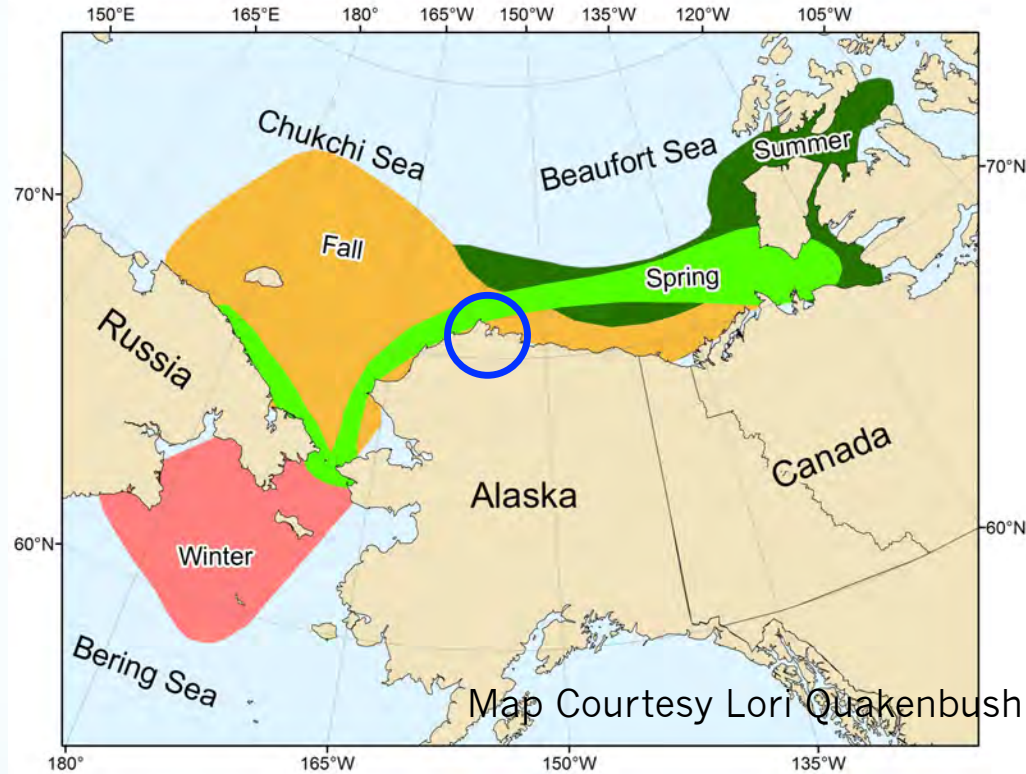 150°E 165°E 180° 165°W 150°W 135°W 120°W 105°W
Chukchi Sea
Beaufort Sea
Summer
70°N
70°N
Fall
Spring
Russia
Canada
Alaska
60°N
60°N
Winter
Bering Sea
Map Courtesy Lori Quakenbush
180° 165°W 150°W 135°W